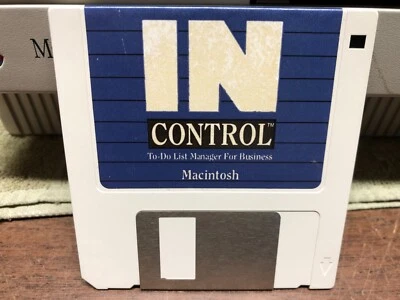 M
IN
CONTROL™
To-Do List Manager For Business
Macintosh